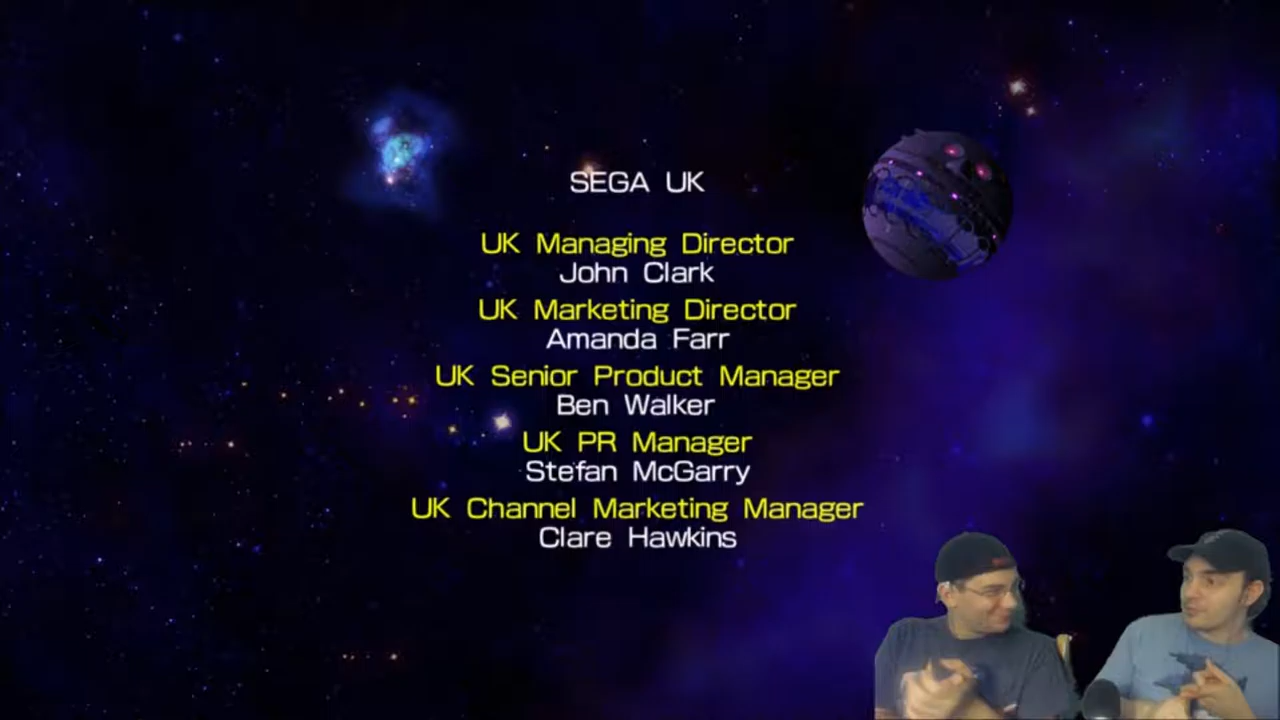 SEGA UK
UK Managing Director
John Clark
UK Marketing Director
Amanda Farr
UK Senior Product Manager
Ben Walker
UK PR Manager
Stefan McGarry
UK Channel Marketing Manager
Clare Hawkins